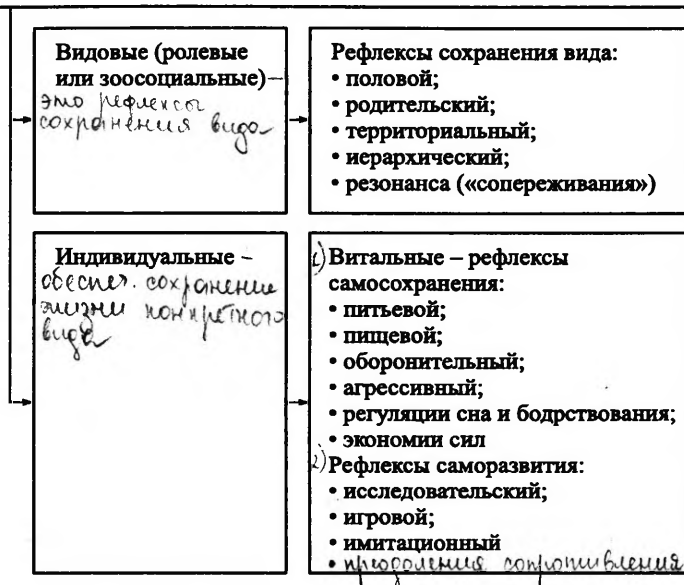 Видовые (ролевые
или зоосоциальные) –
это рефлексы
сохранения вида
Рефлексы сохранения вида:
• половой;
• родительский;
• территориальный;
• иерархический;
• резонанса («сопереживания»)
Индивидуальные –
обеспеч. сохранение
жизни конкретного
вида
1) Витальные – рефлексы
самосохранения:
• питьевой;
• пищевой;
• оборонительный;
• агрессивный;
• регуляции сна и бодрствования;
• экономии сил
2) Рефлексы саморазвития:
• исследовательский;
• игровой;
• имитационный
• преодоления сопротивления